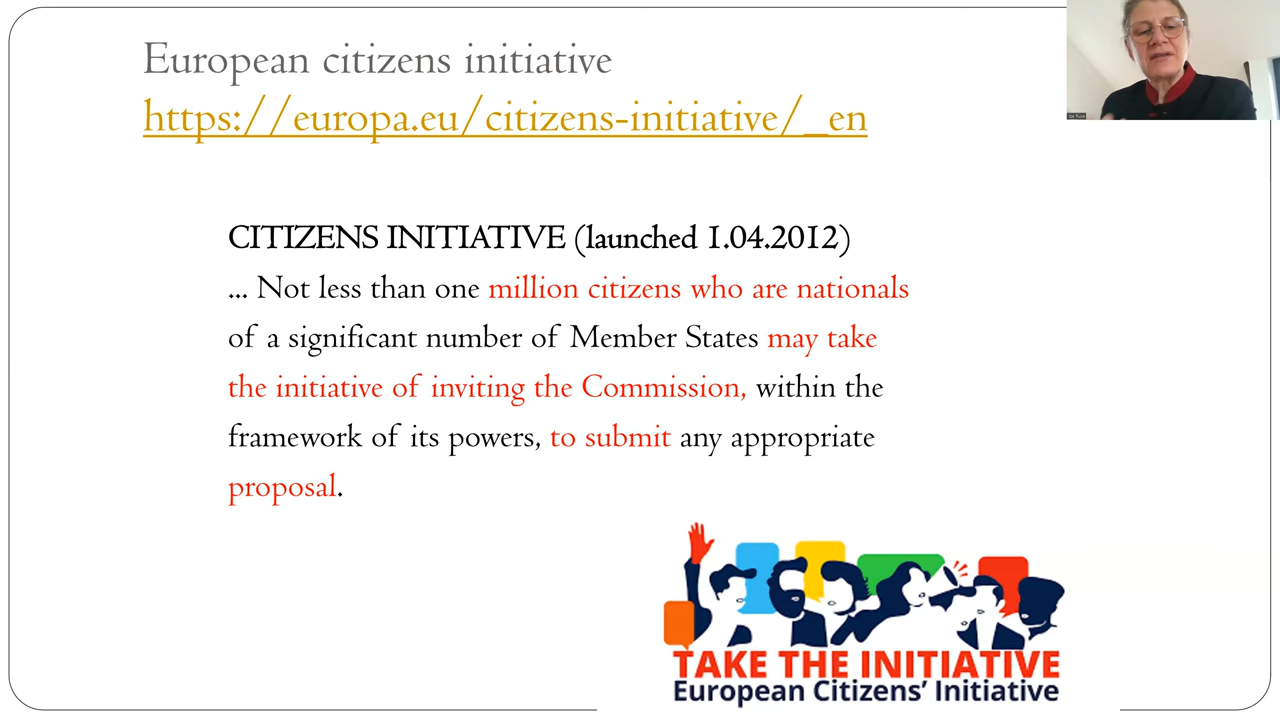 European citizens initiative
https://europa.eu/citizens-initiative/_en
CITIZENS INITIATIVE (launched 1.04.2012)
... Not less than one million citizens who are nationals
of a significant number of Member States may take
the initiative of inviting the Commission, within the
framework of its powers, to submit any appropriate
proposal.
TAKE THE INITIATIVE
European Citizens' Initiative